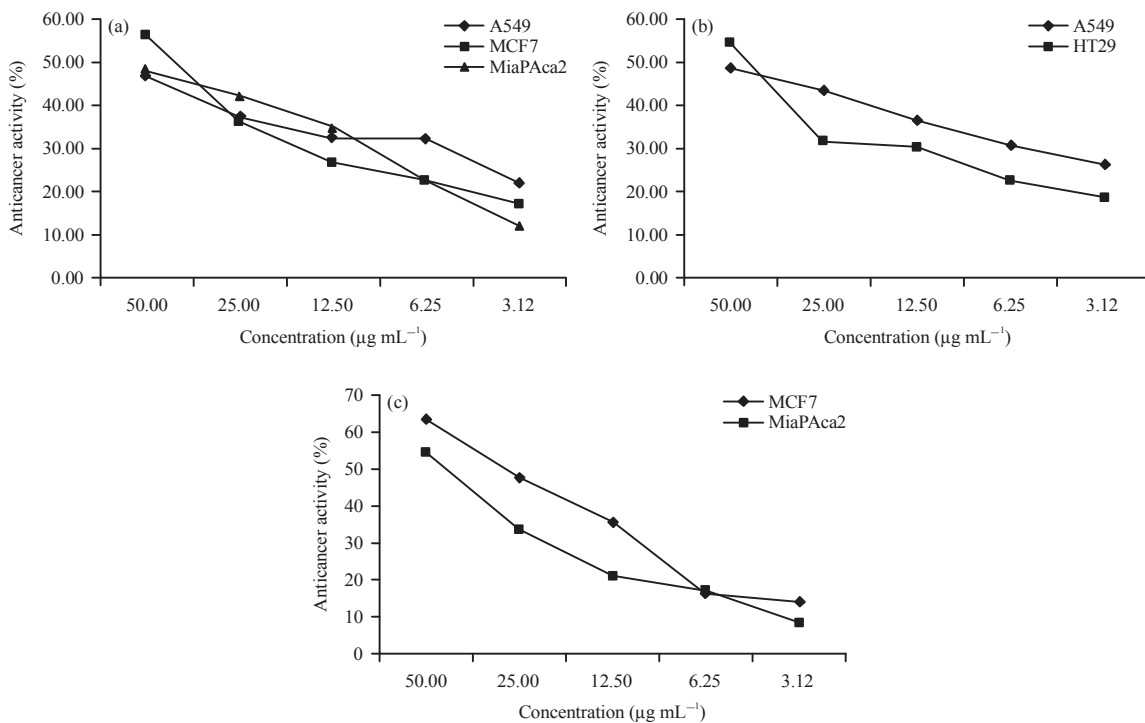 (a)
A549
MCF7
MiaPAca2
Anticancer activity (%)
60.00
50.00
40.00
30.00
20.00
10.00
0.00
50.00 25.00 12.50 6.25 3.12
Concentration (µg mL⁻¹)
(b)
A549
HT29
Anticancer activity (%)
60.00
50.00
40.00
30.00
20.00
10.00
0.00
50.00 25.00 12.50 6.25 3.12
Concentration (µg mL⁻¹)
(c)
MCF7
MiaPAca2
Anticancer activity (%)
70
60
50
40
30
20
10
0
50.00 25.00 12.50 6.25 3.12
Concentration (µg mL⁻¹)